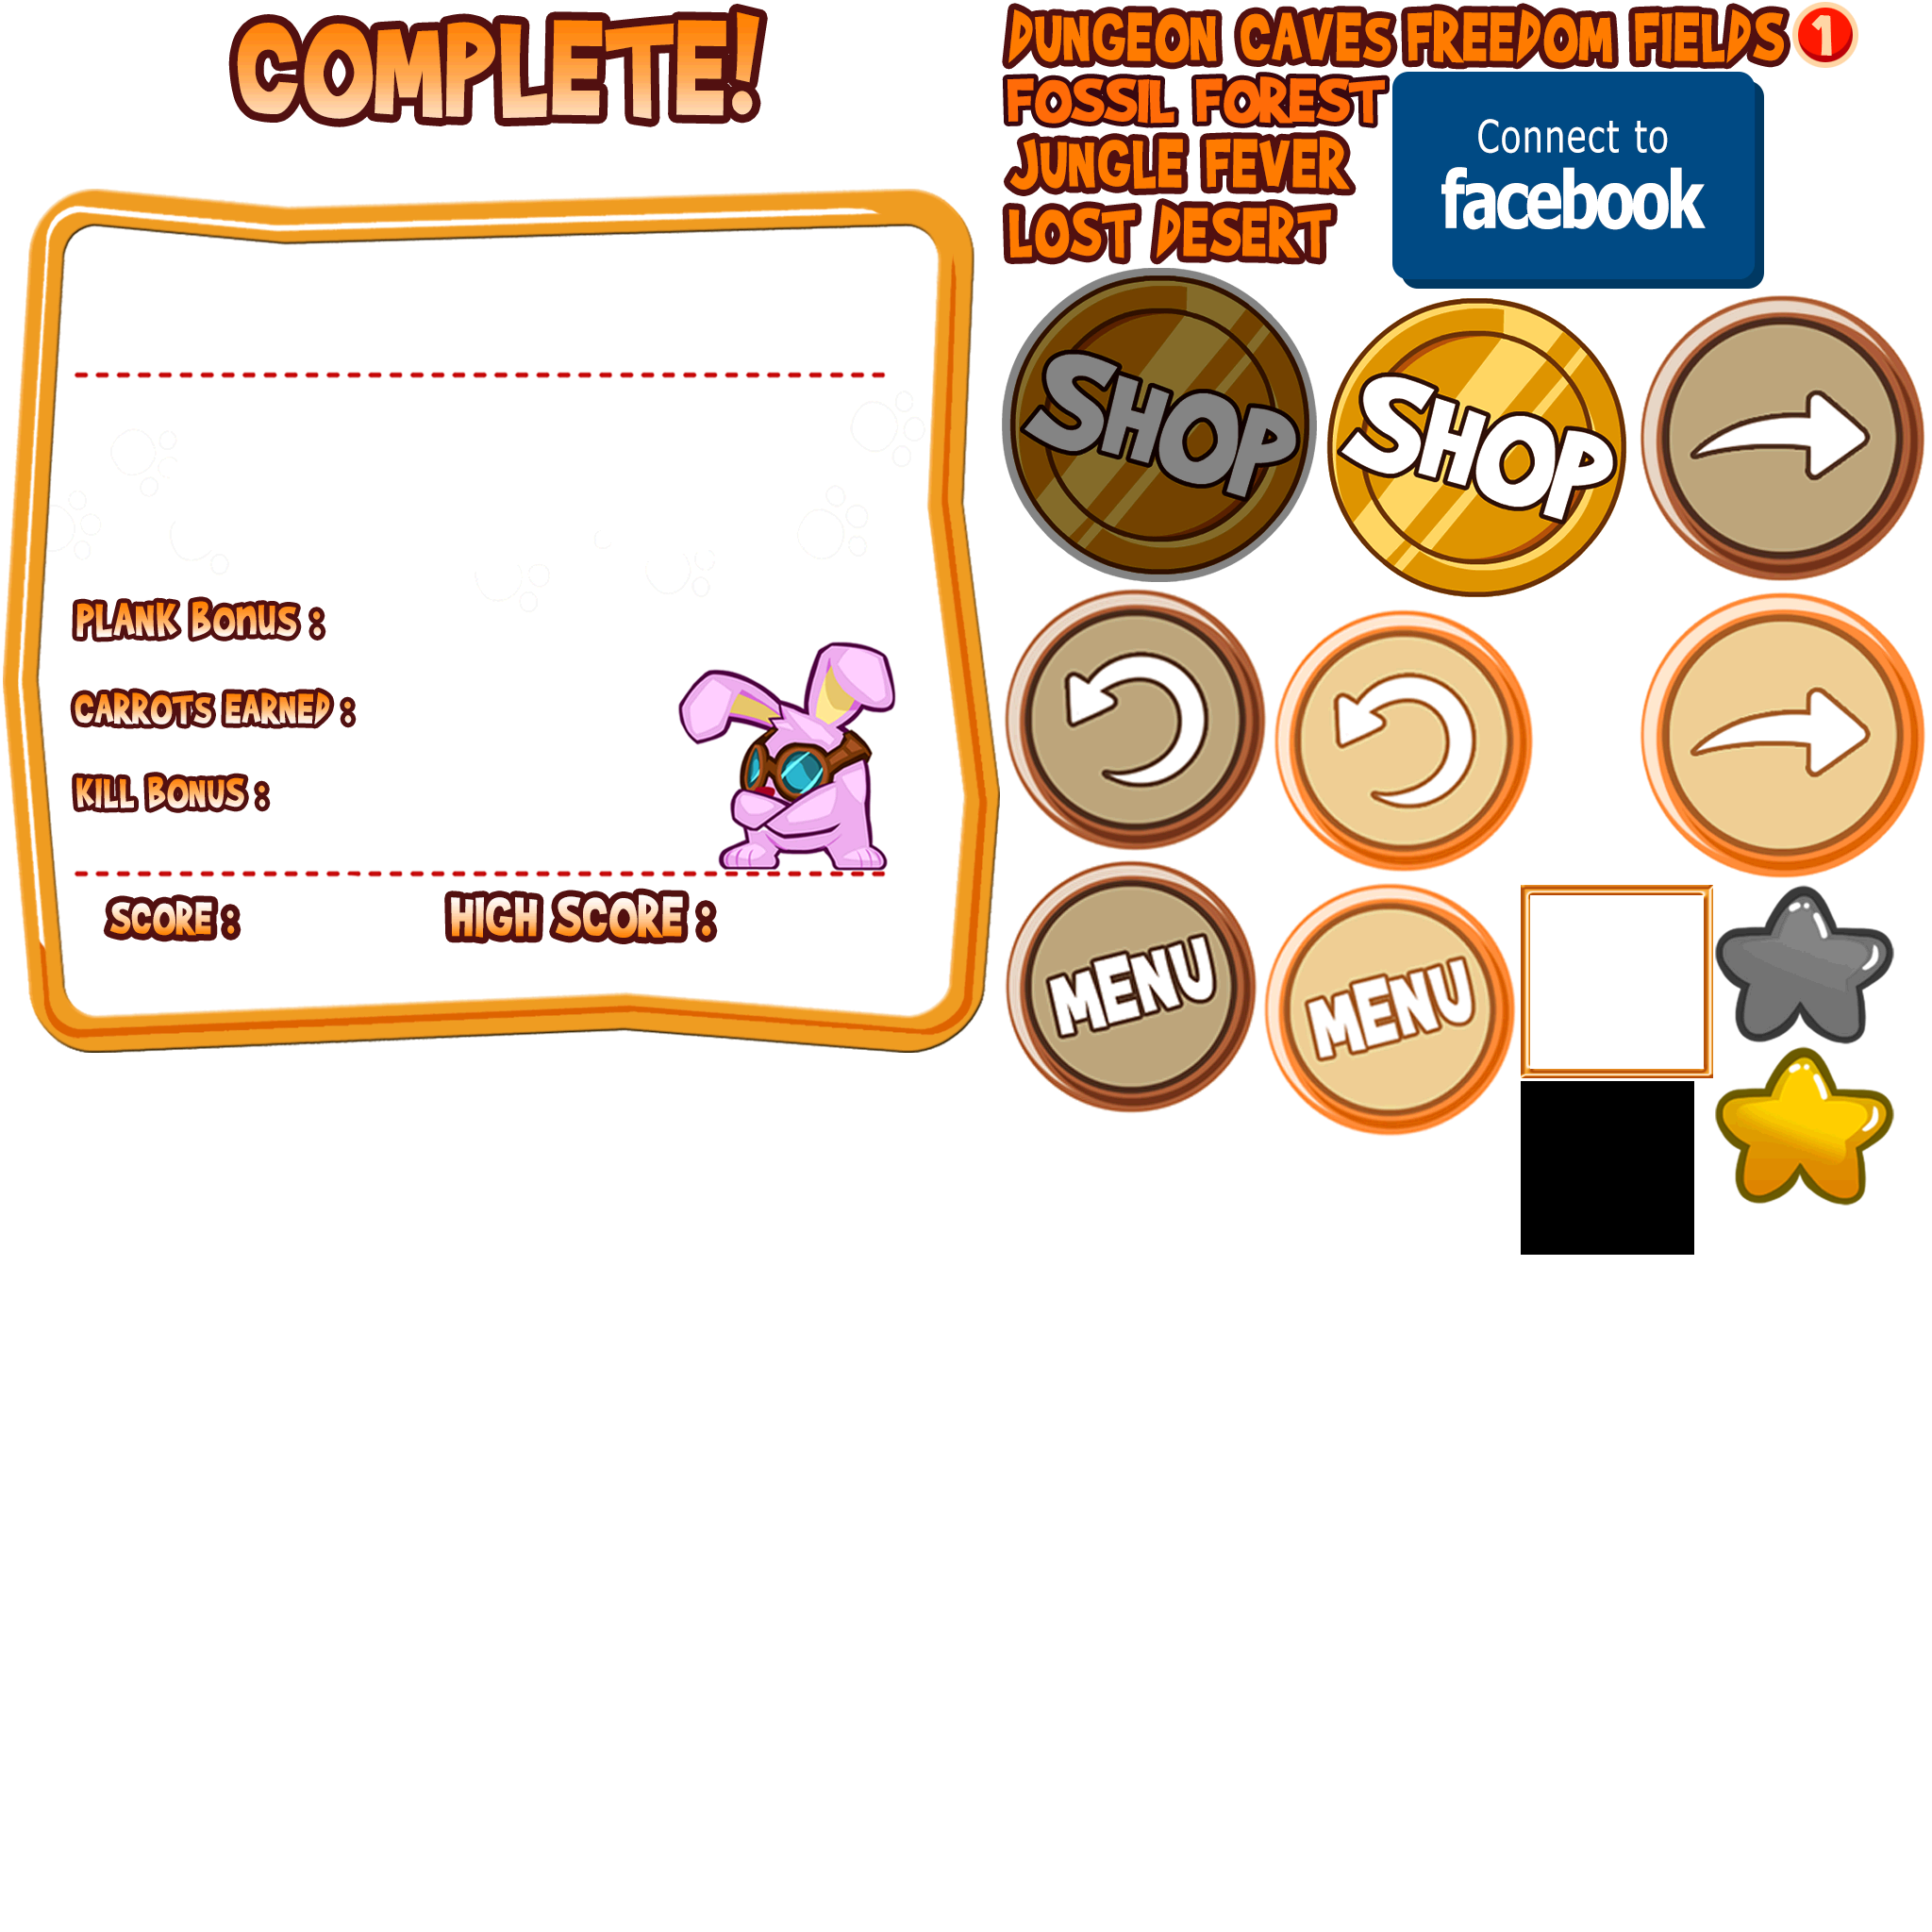 COMPLETE!
PLANK BONUS :
CARROTS EARNED :
KILL BONUS :
SCORE :
HIGH SCORE :
DUNGEON CAVES
FREEDOM FIELDS
1
FOSSIL FOREST
JUNGLE FEVER
LOST DESERT
Connect to
facebook
SHOP
SHOP
MENU
MENU